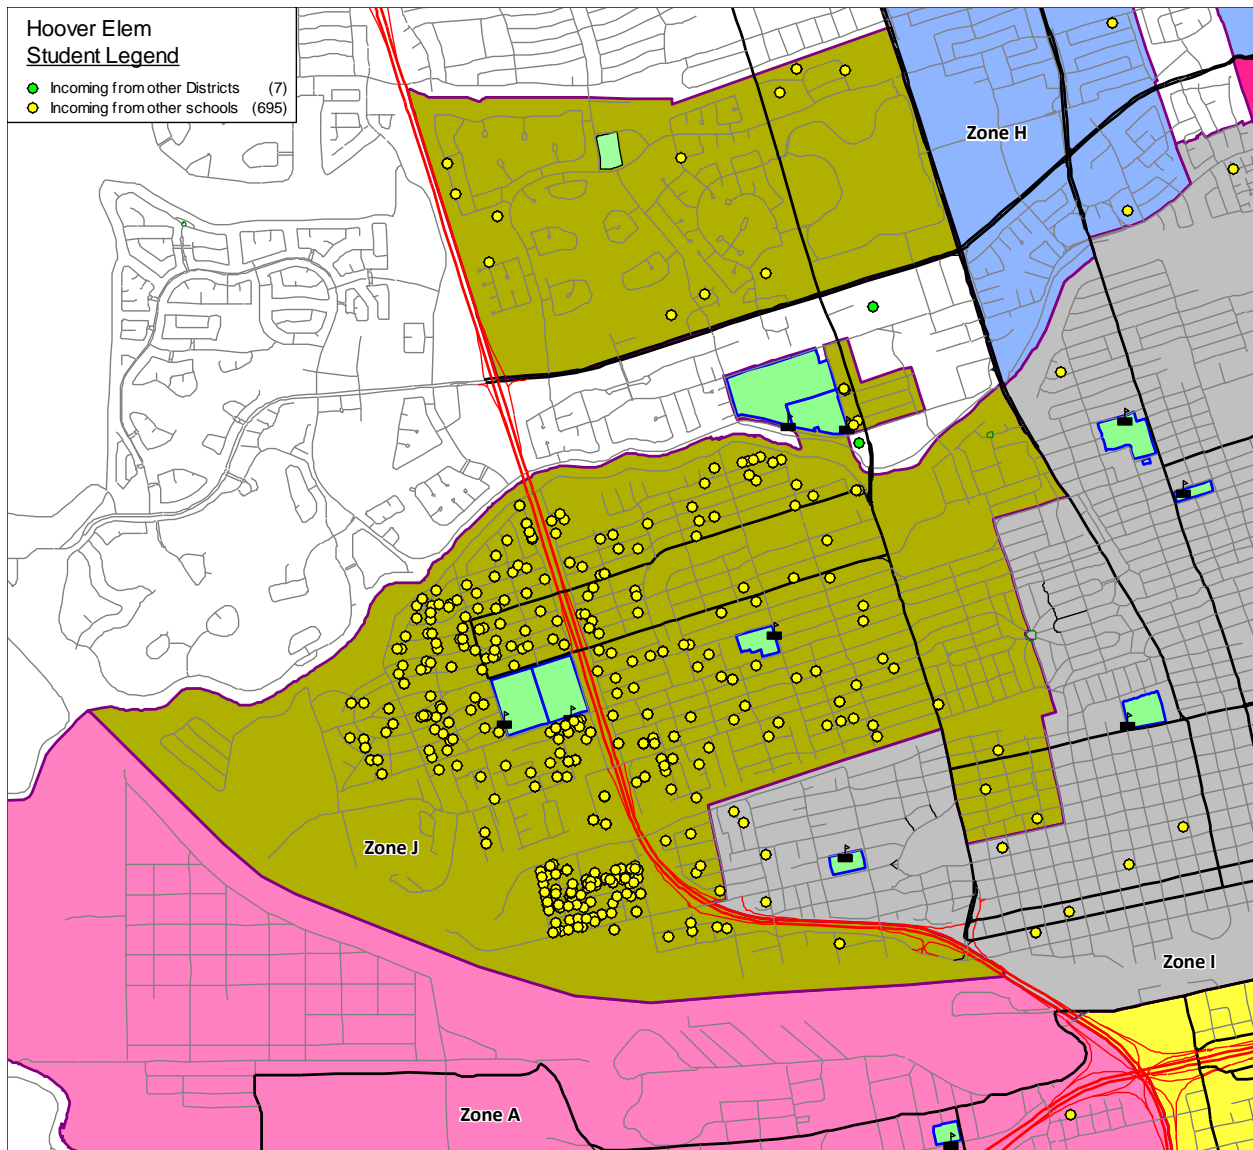 Hoover Elem
Student Legend
Incoming from other Districts (7)
Incoming from other schools (695)
Zone H
Zone J
Zone I
Zone A